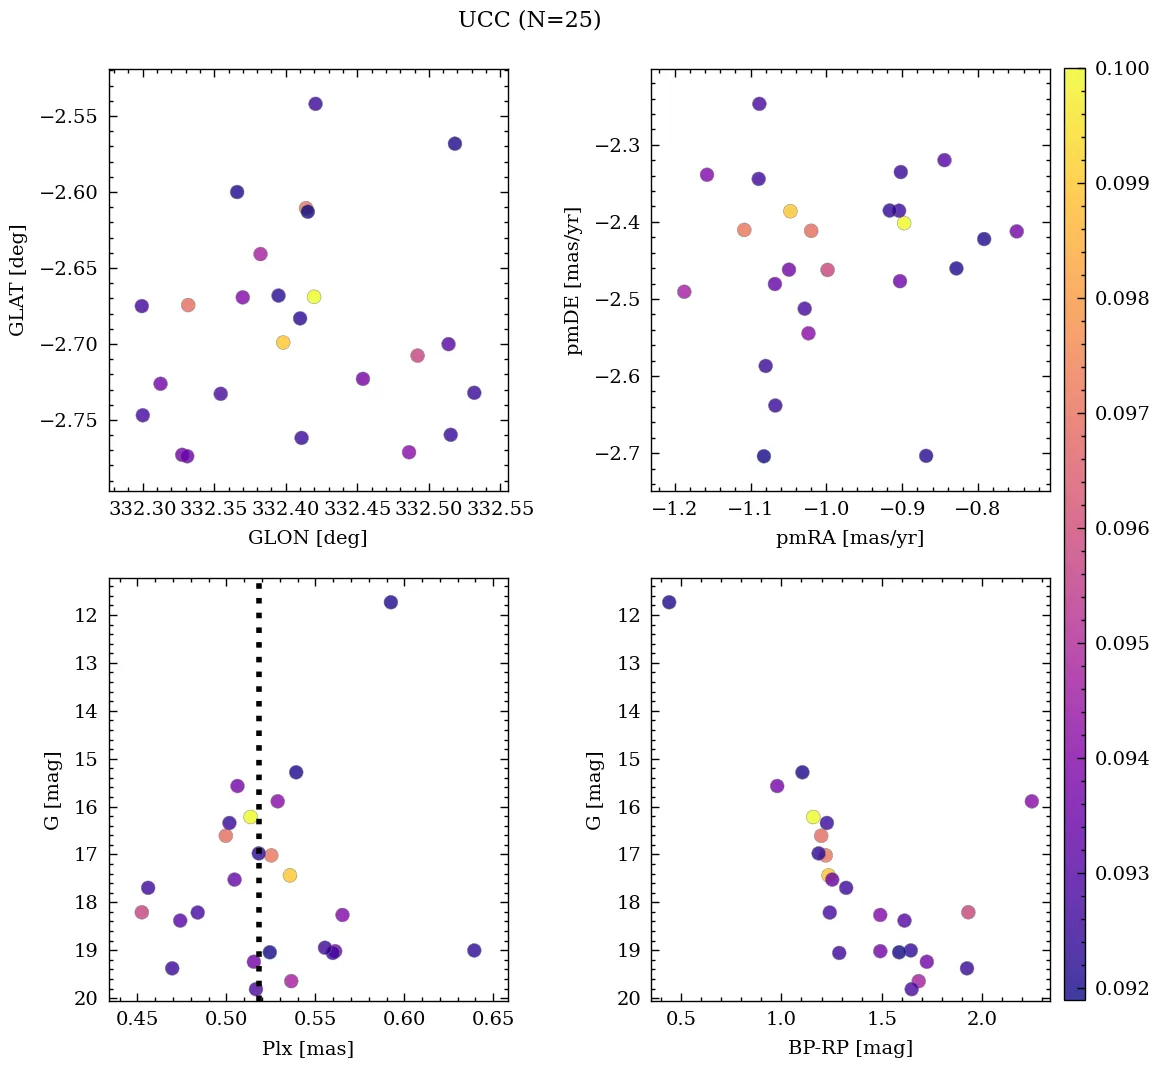 UCC (N=25)
−2.55
−2.60
−2.65
−2.70
−2.75
GLAT [deg]
332.30 332.35 332.40 332.45 332.50 332.55
GLON [deg]
−2.3
−2.4
−2.5
−2.6
−2.7
pmDE [mas/yr]
−1.2 −1.1 −1.0 −0.9 −0.8
pmRA [mas/yr]
12
13
14
15
16
17
18
19
20
G [mag]
0.45 0.50 0.55 0.60 0.65
Plx [mas]
12
13
14
15
16
17
18
19
20
G [mag]
0.5 1.0 1.5 2.0
BP-RP [mag]
0.100
0.099
0.098
0.097
0.096
0.095
0.094
0.093
0.092